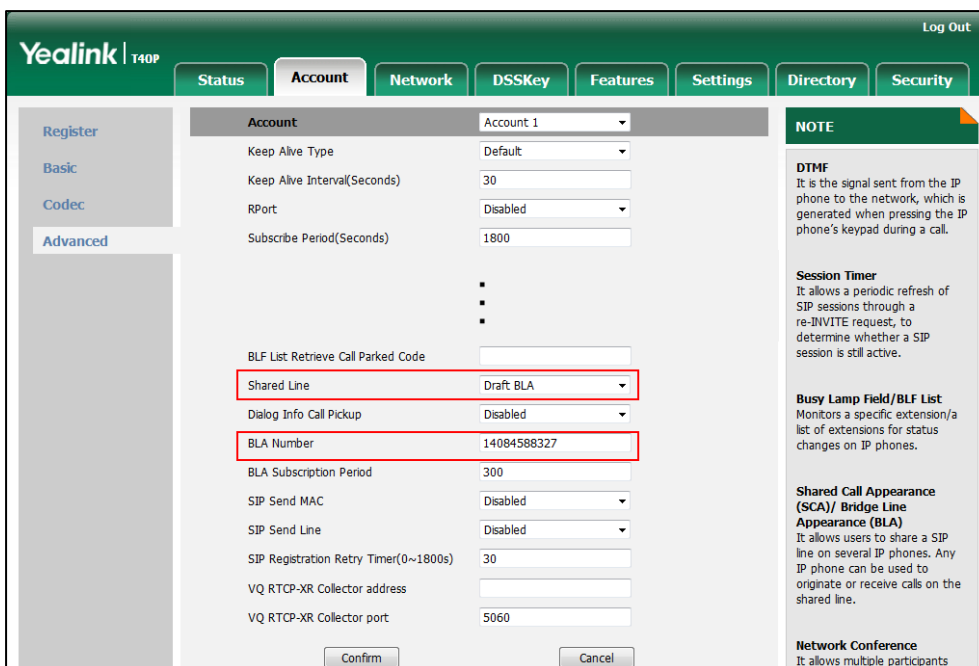 Log Out
Yealink T40P
Status Account Network DSSKey Features Settings Directory Security
Register
Basic
Codec
Advanced
Account Account 1
Keep Alive Type Default
Keep Alive Interval(Seconds) 30
RPort Disabled
Subscribe Period(Seconds) 1800
BLF List Retrieve Call Parked Code
Shared Line Draft BLA
Dialog Info Call Pickup Disabled
BLA Number 14084588327
BLA Subscription Period 300
SIP Send MAC Disabled
SIP Send Line Disabled
SIP Registration Retry Timer(0~1800s) 30
VQ RTCP-XR Collector address
VQ RTCP-XR Collector port 5060
Confirm Cancel
NOTE
DTMF
It is the signal sent from the IP
phone to the network, which is
generated when pressing the IP
phone's keypad during a call.
Session Timer
It allows a periodic refresh of
SIP sessions through a
re-INVITE request, to
determine whether a SIP
session is still active.
Busy Lamp Field/BLF List
Monitors a specific extension/a
list of extensions for status
changes on IP phones.
Shared Call Appearance
(SCA)/ Bridge Line
Appearance (BLA)
It allows users to share a SIP
line on several IP phones. Any
IP phone can be used to
originate or receive calls on the
shared line.
Network Conference
It allows multiple participants